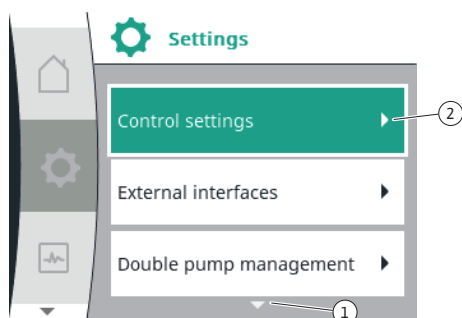 Settings
Control settings
2
External interfaces
Double pump management
1